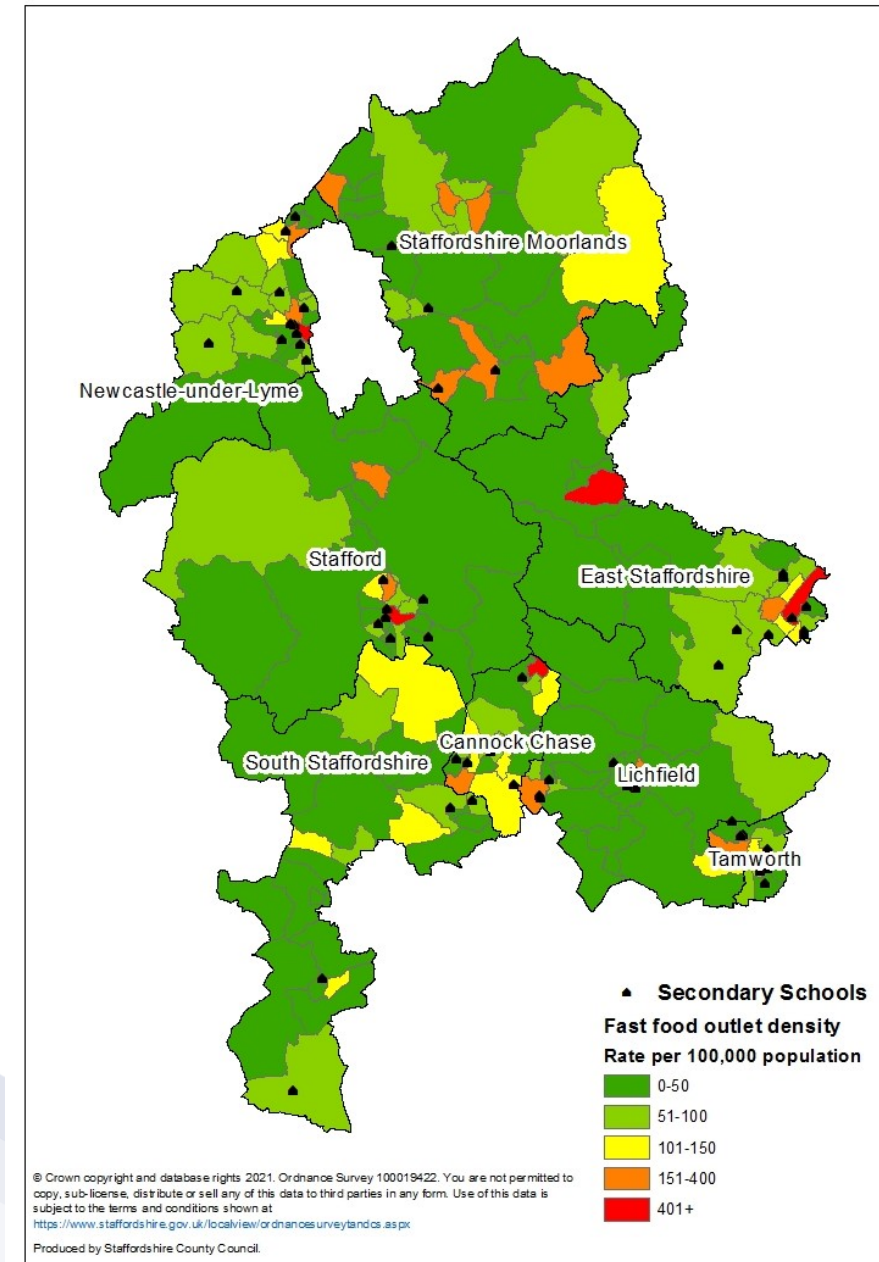 Staffordshire Moorlands
Newcastle-under-Lyme
Stafford
East Staffordshire
Cannock Chase
South Staffordshire
Lichfield
Tamworth
Secondary Schools
Fast food outlet density
Rate per 100,000 population
0-50
51-100
101-150
151-400
401+
© Crown copyright and database rights 2021. Ordnance Survey 100019422. You are not permitted to
copy, sub-license, distribute or sell any of this data to third parties in any form. Use of this data is
subject to the terms and conditions shown at
https://www.staffordshire.gov.uk/localview/ordnancesurveytandcs.aspx
Produced by Staffordshire County Council.